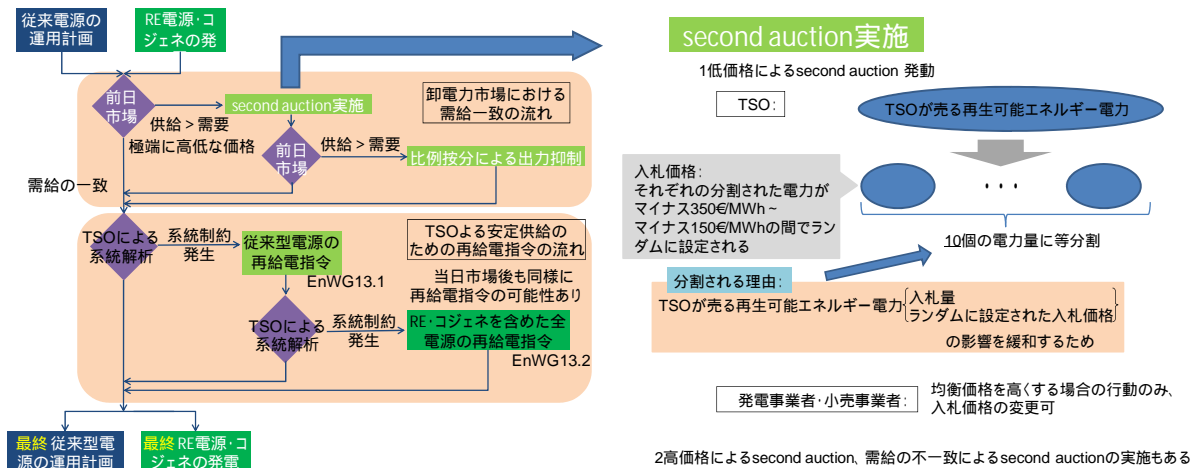 従来電源の
運用計画
RE電源・コ
ジェネの発
前日
市場
second auction実施
卸電力市場における
需給一致の流れ
供給>需要
極端に高低な価格
前日
市場
供給>需要
比例按分による出力抑制
需給の一致
TSOによる
系統解析
系統制約
発生
従来型電源の
再給電指令
EnWG13.1
TSOよる安定供給の
ための再給電指令の流れ
当日市場後も同様に
再給電指令の可能性あり
TSOによる
系統解析
系統制約
発生
RE・コジェネを含めた全
電源の再給電指令
EnWG13.2
最終 従来型電
源の運用計画
最終 RE電源・コ
ジェネの発電
second auction実施
1低価格によるsecond auction 発動
TSO:
TSOが売る再生可能エネルギー電力
入札価格:
それぞれの分割された電力が
マイナス350€/MWh ~
マイナス150€/MWhの間でラン
ダムに設定される
・・・
10個の電力量に等分割
分割される理由:
TSOが売る再生可能エネルギー電力
入札量
ランダムに設定された入札価格
の影響を緩和するため
発電事業者・小売事業者:
均衡価格を高くする場合の行動のみ、
入札価格の変更可
2高価格によるsecond auction、需給の不一致によるsecond auctionの実施もある